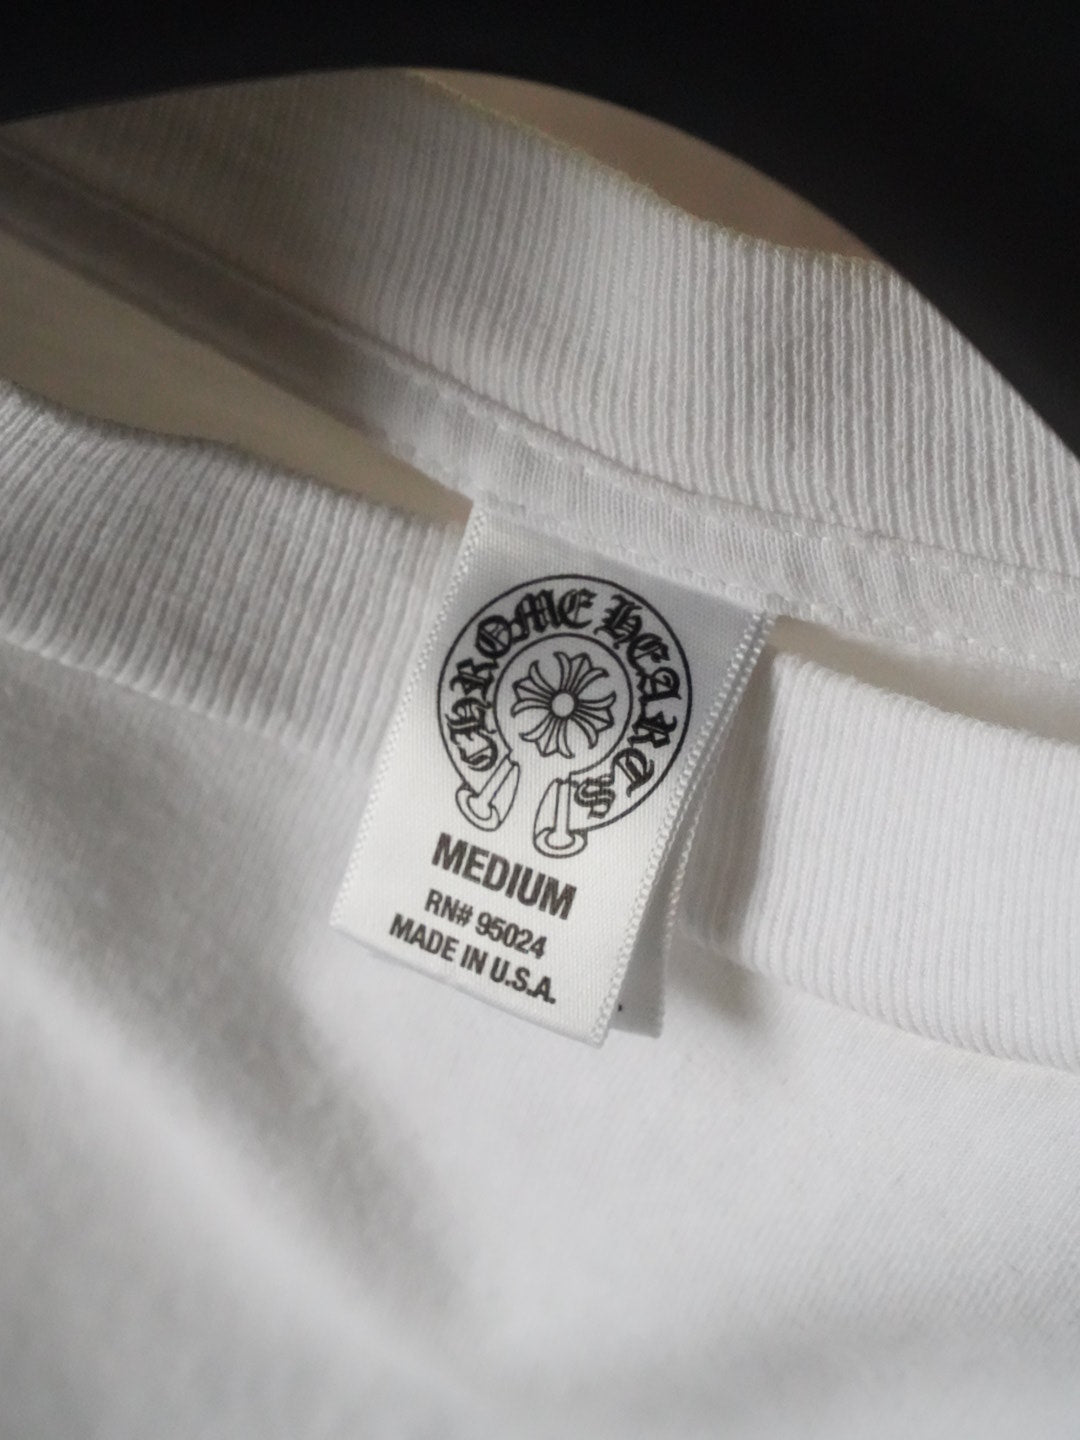 CHROME HEARTS
MEDIUM
RN# 95024
MADE IN U.S.A.